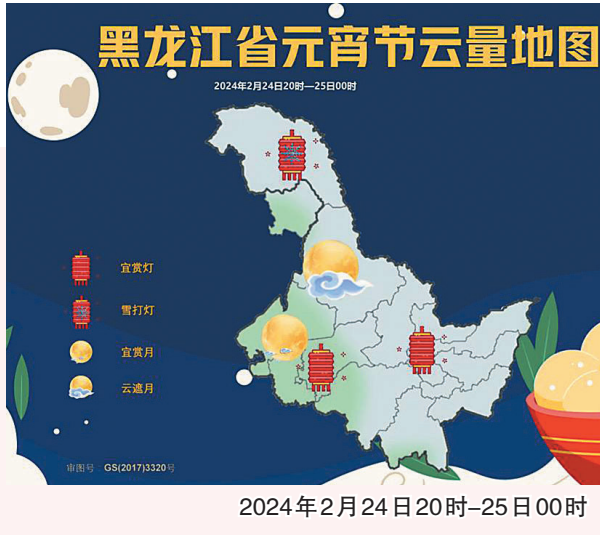 黑龙江省元宵节云量地图
2024年2月24日20时—25日00时
宜赏灯
雪打灯
宜赏月
云遮月
审图号：GS(2017)3320号
2024年2月24日20时–25日00时